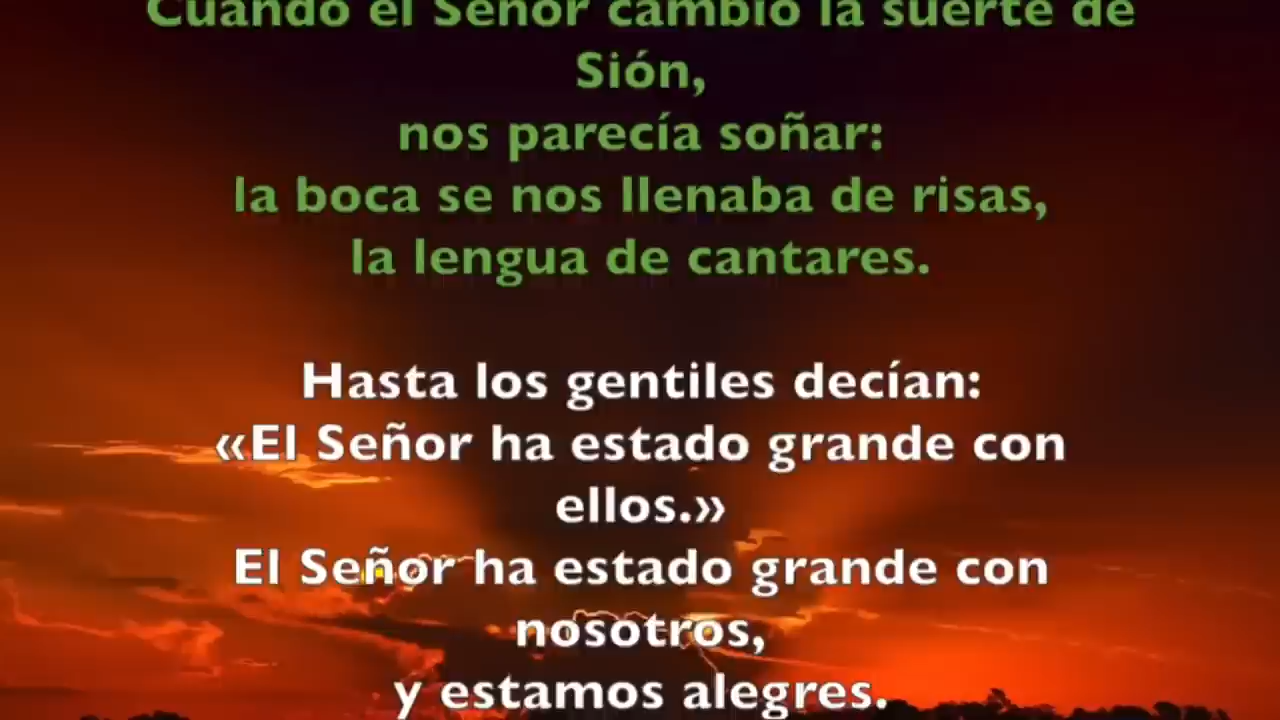 Cuando el Señor cambió la suerte de
Sión,
nos parecía soñar:
la boca se nos llenaba de risas,
la lengua de cantares.
Hasta los gentiles decían:
«El Señor ha estado grande con
ellos.»
El Señor ha estado grande con
nosotros,
y estamos alegres.